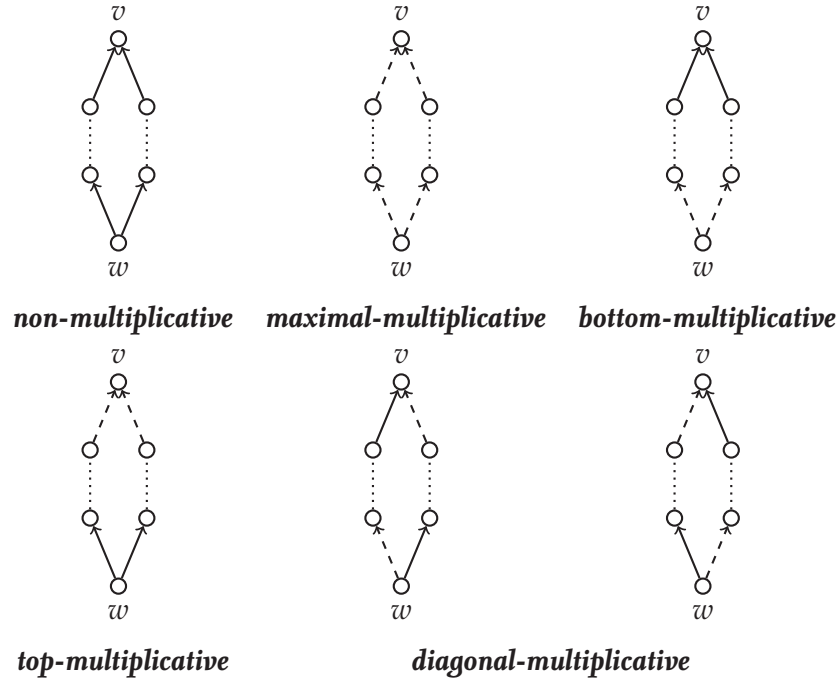 v v v
w w w
non-multiplicative maximal-multiplicative bottom-multiplicative
v v v
w w w
top-multiplicative diagonal-multiplicative